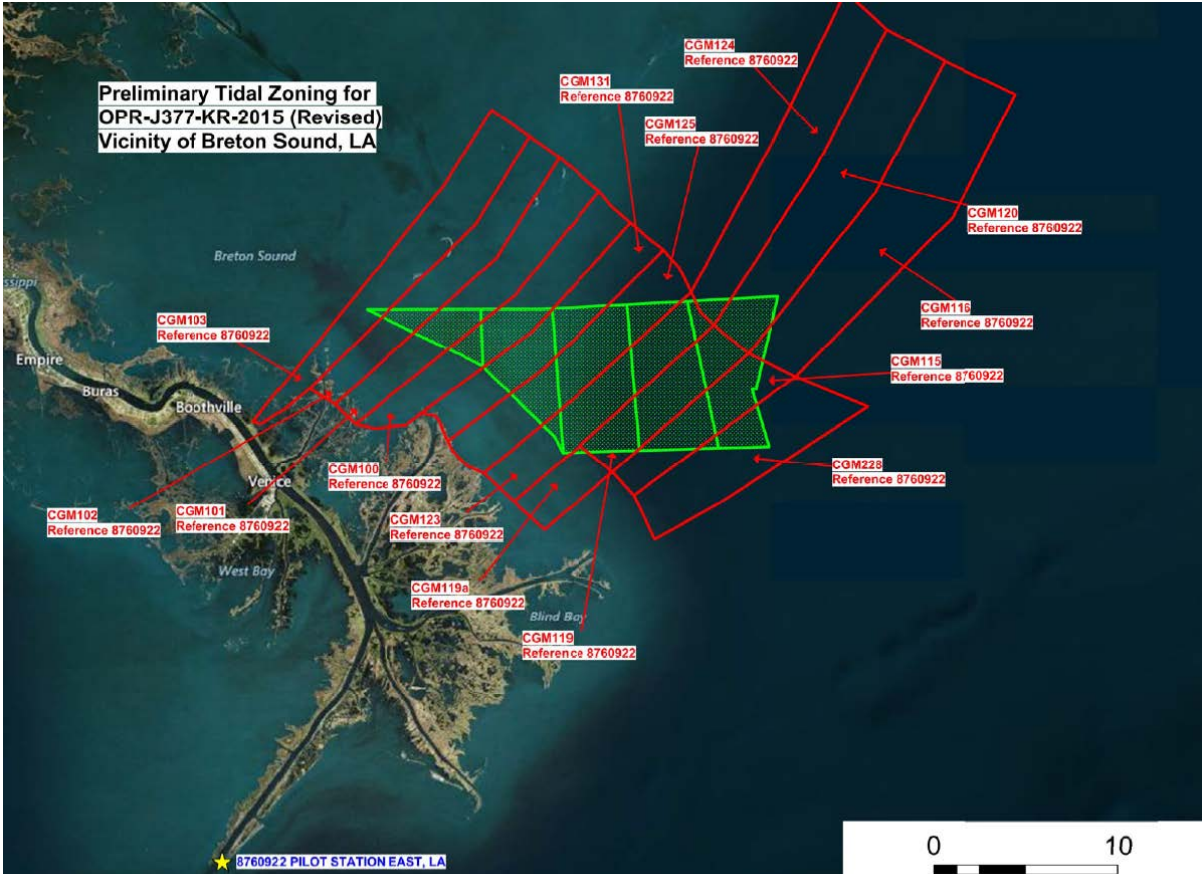 Preliminary Tidal Zoning for
OPR-J377-KR-2015 (Revised)
Vicinity of Breton Sound, LA
CGM124
Reference 8760922
CGM131
Reference 8760922
CGM125
Reference 8760922
CGM120
Reference 8760922
Breton Sound
ssippi
CGM116
Reference 8760922
CGM103
Reference 8760922
Empire
CGM115
Reference 8760922
Buras
Boothville
CGM100
Reference 8760922
CGM228
Reference 8760922
Venice
CGM102
Reference 8760922
CGM101
Reference 8760922
CGM123
Reference 8760922
West Bay
CGM119a
Reference 8760922
Blind Bay
CGM119
Reference 8760922
0 10
8760922 PILOT STATION EAST, LA